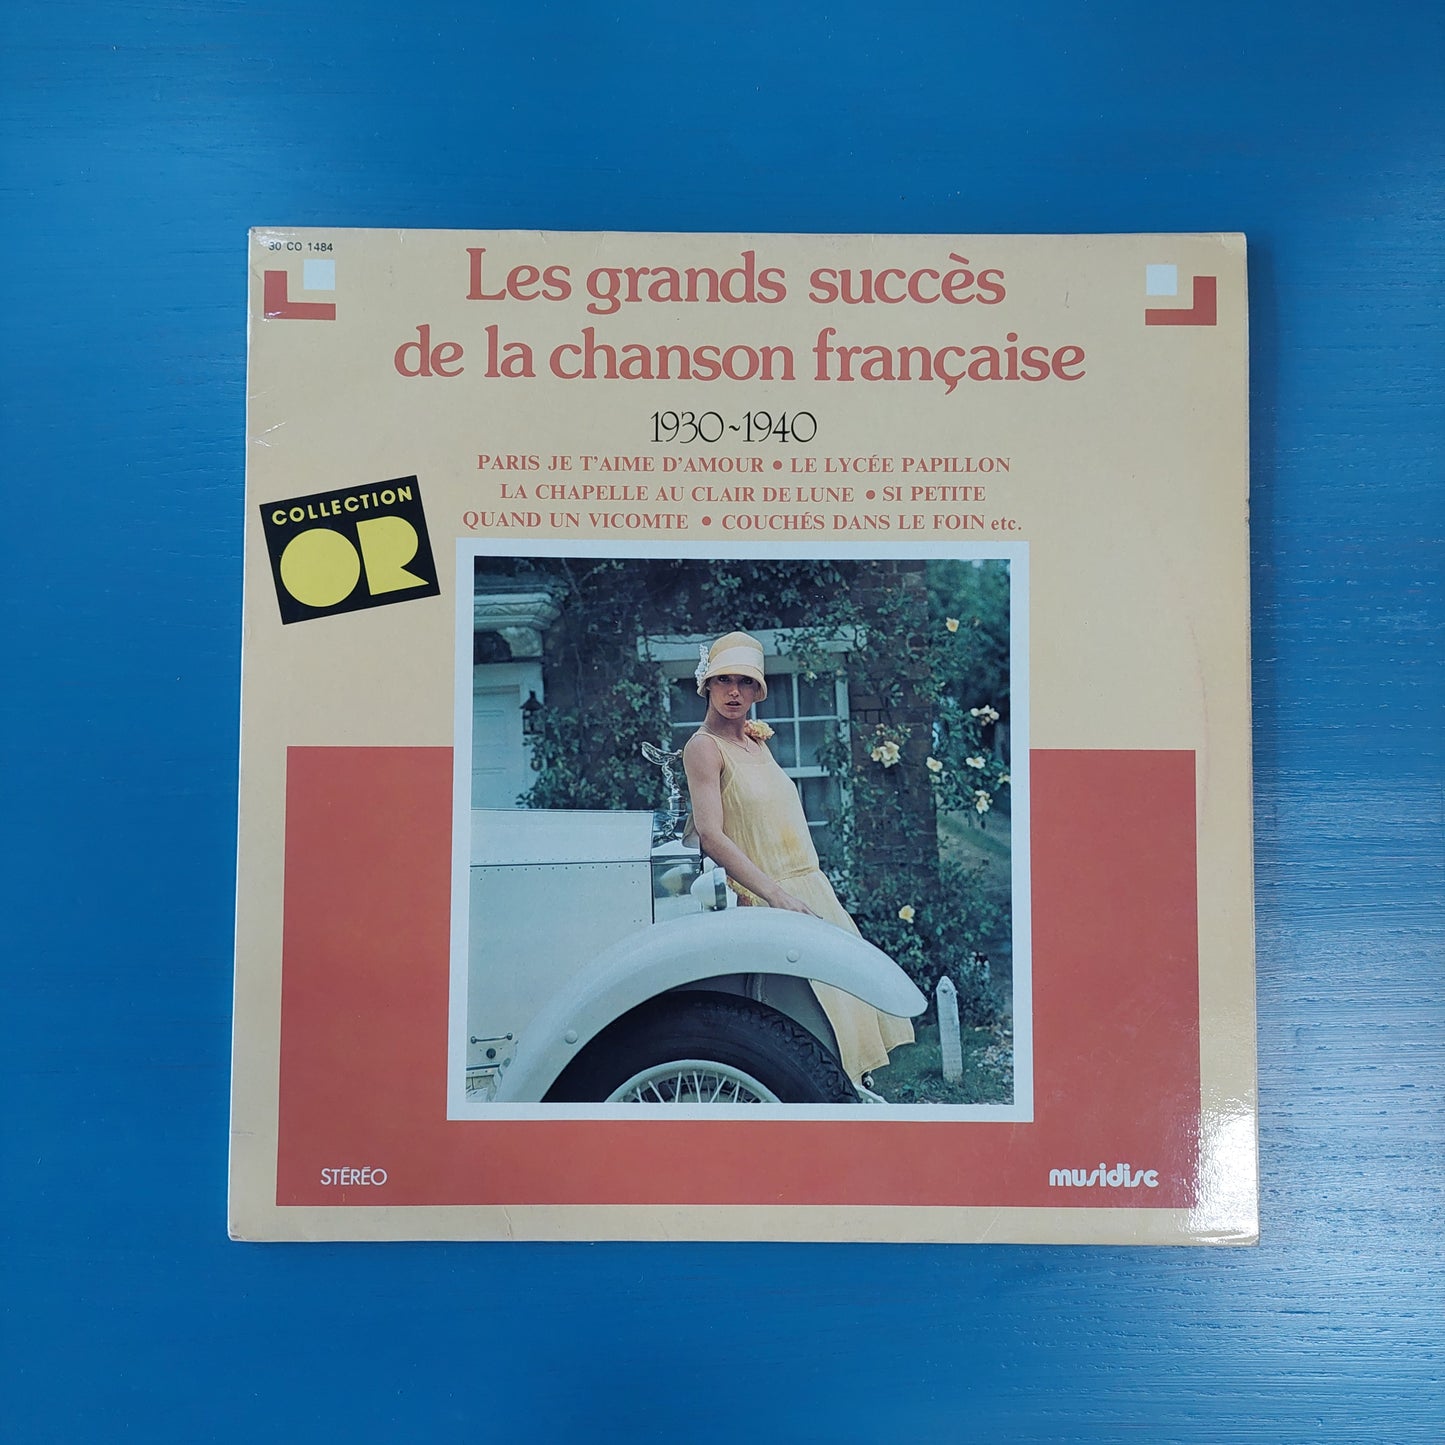 30 CO 1484
Les grands succès
de la chanson française
1930~1940
PARIS JE T'AIME D'AMOUR • LE LYCÉE PAPILLON
LA CHAPELLE AU CLAIR DE LUNE • SI PETITE
QUAND UN VICOMTE • COUCHÉS DANS LE FOIN etc.
COLLECTION
OR
STÉRÉO
musidisc